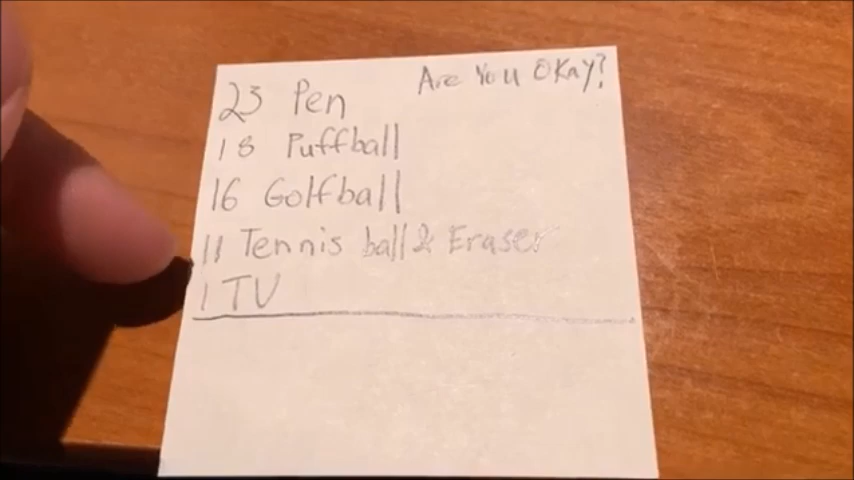 Are You Okay?
23 Pen
18 Puffball
16 Golfball
11 Tennis ball & Eraser
1 TV